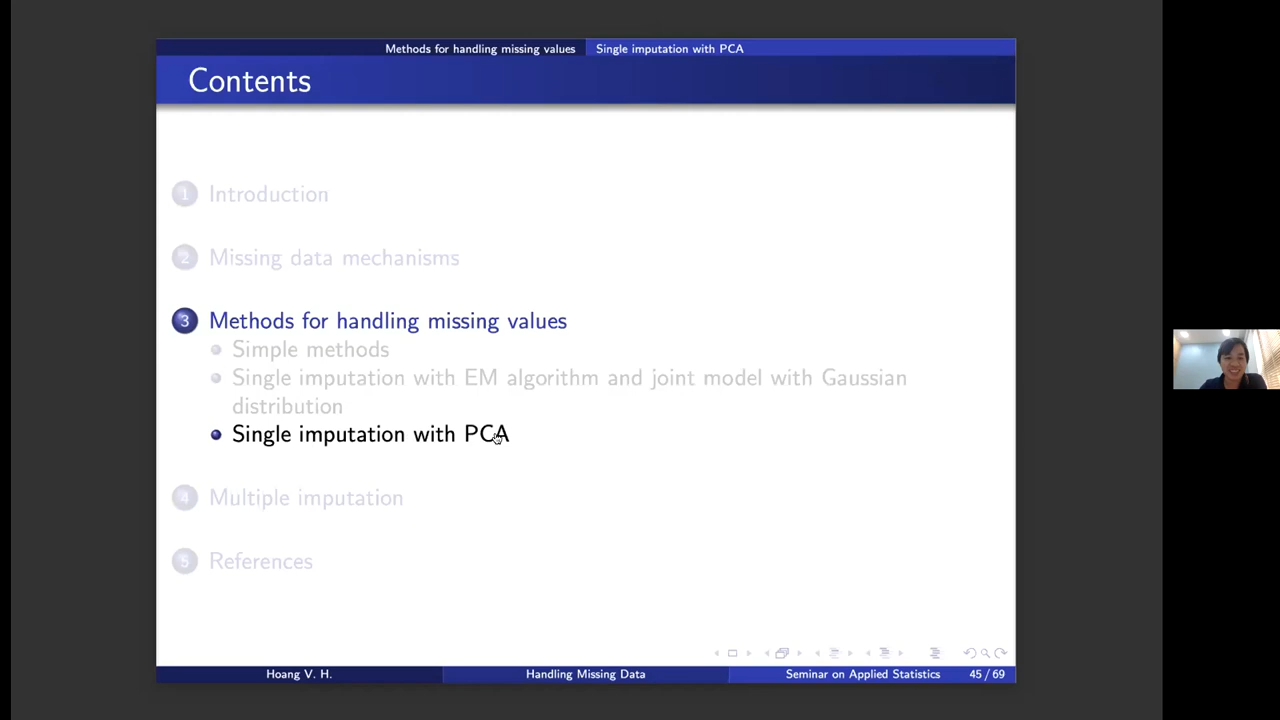 Methods for handling missing values Single imputation with PCA
Contents
1 Introduction
2 Missing data mechanisms
3 Methods for handling missing values
Simple methods
Single imputation with EM algorithm and joint model with Gaussian
distribution
Single imputation with PCA
4 Multiple imputation
5 References
Hoang V. H. Handling Missing Data Seminar on Applied Statistics 45 / 69